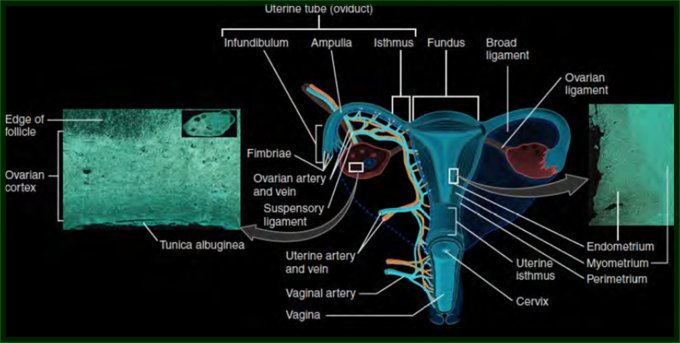 Uterine tube (oviduct)
Infundibulum
Ampulla
Isthmus
Fundus
Broad
ligament
Ovarian
ligament
Edge of
follicle
Ovarian
cortex
Tunica albuginea
Fimbriae
Ovarian artery
and vein
Suspensory
ligament
Uterine artery
and vein
Vaginal artery
Vagina
Endometrium
Myometrium
Perimetrium
Uterine
isthmus
Cervix